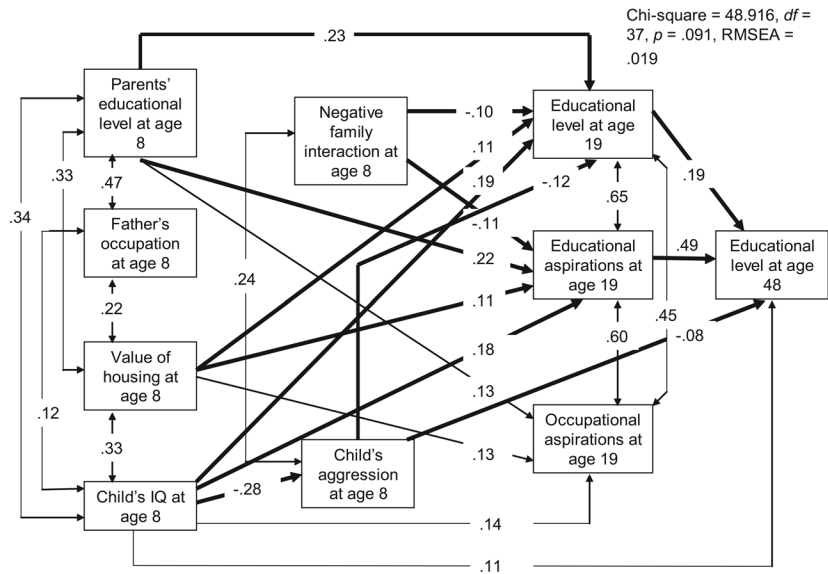 Chi-square = 48.916, df =
37, p = .091, RMSEA =
.019
.23
Parents’
educational
level at age
8
Negative
family
interaction at
age 8
Educational
level at age
19
-.10
.11
.19
-.12
.33
.47
.34
.65
.19
Father’s
occupation
at age 8
-.11
.22
.24
Educational
aspirations at
age 19
.49
Educational
level at age
48
.22
.11
.45
.60
-.08
.18
Value of
housing at
age 8
.13
.12
.33
.13
Occupational
aspirations at
age 19
Child’s
aggression
at age 8
-.28
Child’s IQ at
age 8
.14
.11